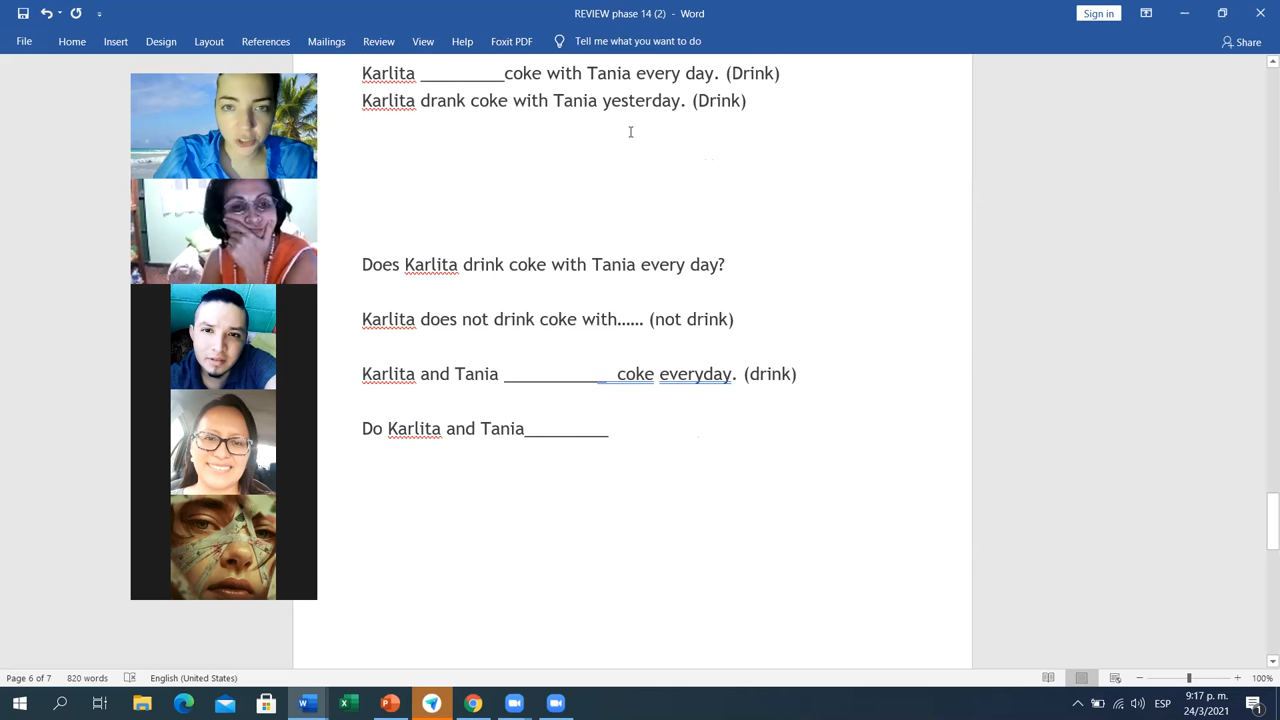 REVIEW phase 14 (2) - Word
Sign in
File Home Insert Design Layout References Mailings Review View Help Foxit PDF Tell me what you want to do Share
Karlita _________coke with Tania every day. (Drink)
Karlita drank coke with Tania yesterday. (Drink)
Does Karlita drink coke with Tania every day?
Karlita does not drink coke with...... (not drink)
Karlita and Tania ___________ coke everyday. (drink)
Do Karlita and Tania_________
Page 6 of 7 820 words English (United States) 100%
ESP 9:17 p. m.
24/3/2021